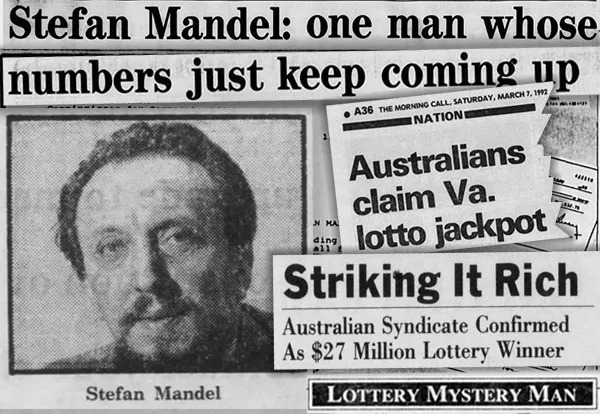 Stefan Mandel: one man whose
numbers just keep coming up
• A36 THE MORNING CALL, SATURDAY, MARCH 7, 1992
NATION
Australians
claim Va.
lotto jackpot
Striking It Rich
Australian Syndicate Confirmed
As $27 Million Lottery Winner
Stefan Mandel
LOTTERY MYSTERY MAN